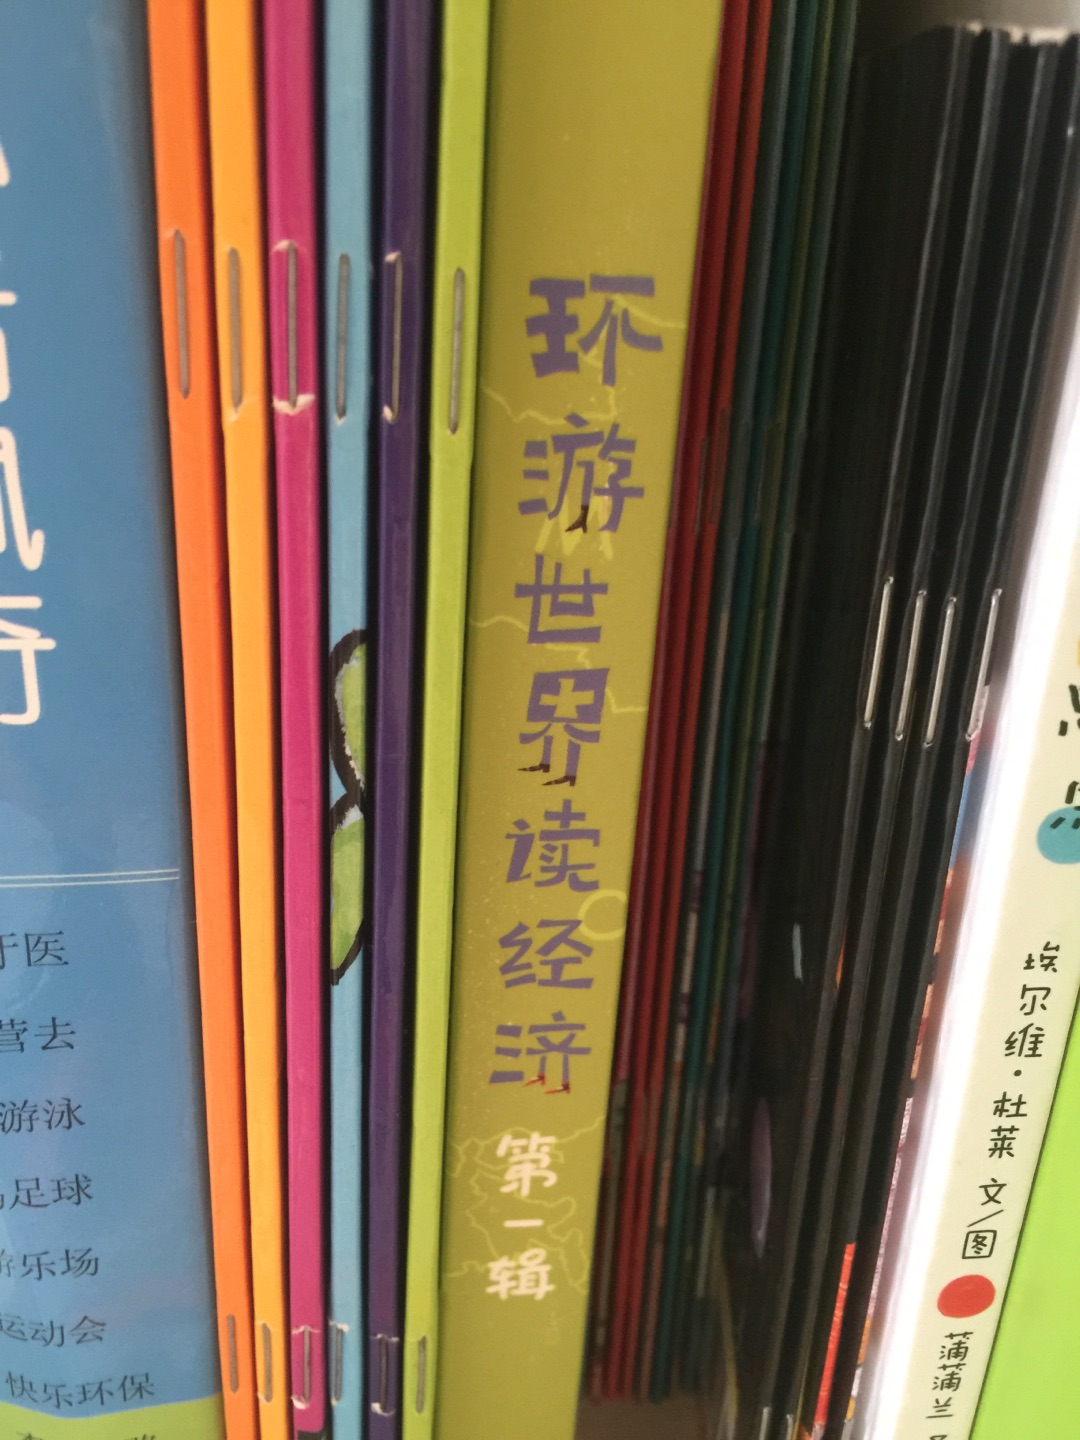 牙医
营去
游泳
足球
游乐场
运动会
快乐环保
环游世界读经济
第一辑
埃尔维·杜莱 文/图
蒲蒲兰